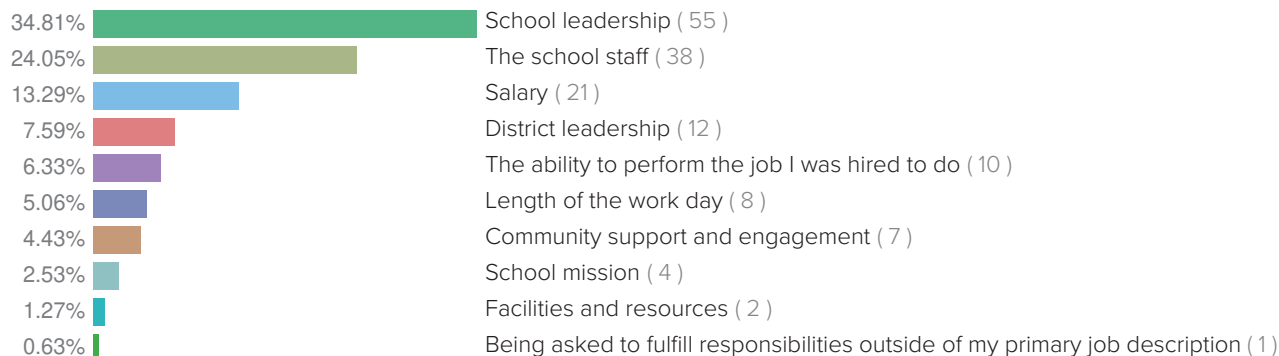 34.81% School leadership ( 55 )
24.05% The school staff ( 38 )
13.29% Salary ( 21 )
7.59% District leadership ( 12 )
6.33% The ability to perform the job I was hired to do ( 10 )
5.06% Length of the work day ( 8 )
4.43% Community support and engagement ( 7 )
2.53% School mission ( 4 )
1.27% Facilities and resources ( 2 )
0.63% Being asked to fulfill responsibilities outside of my primary job description ( 1 )